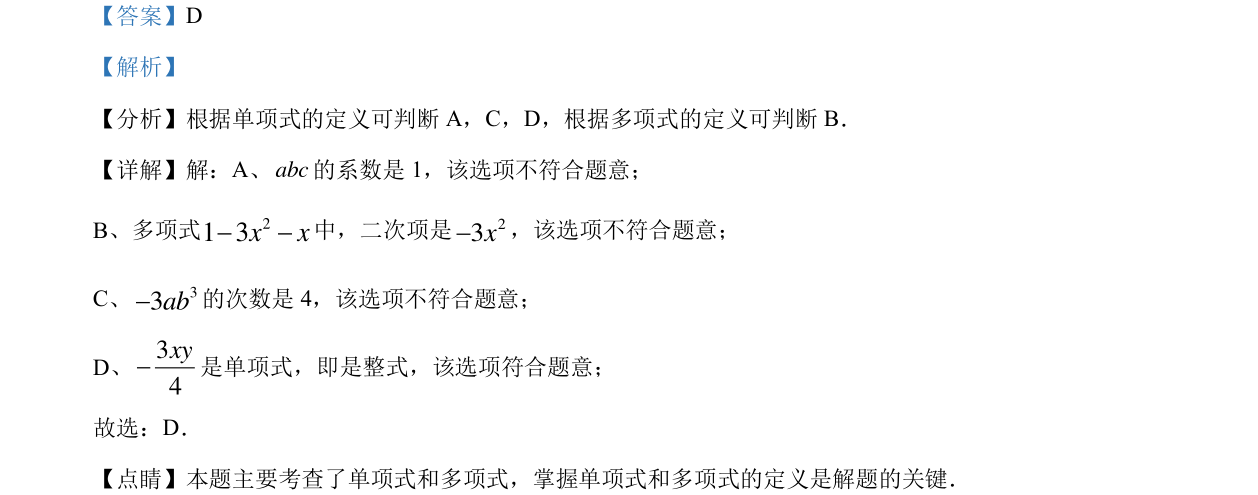 【答案】D
【解析】
【分析】根据单项式的定义可判断 A，C，D，根据多项式的定义可判断 B．
【详解】解：A、abc 的系数是 1，该选项不符合题意；
B、多项式1−3x²−x 中，二次项是−3x²，该选项不符合题意；
C、−3ab³的次数是 4，该选项不符合题意；
D、−3xy/4 是单项式，即是整式，该选项符合题意；
故选：D．
【点睛】本题主要考查了单项式和多项式，掌握单项式和多项式的定义是解题的关键．